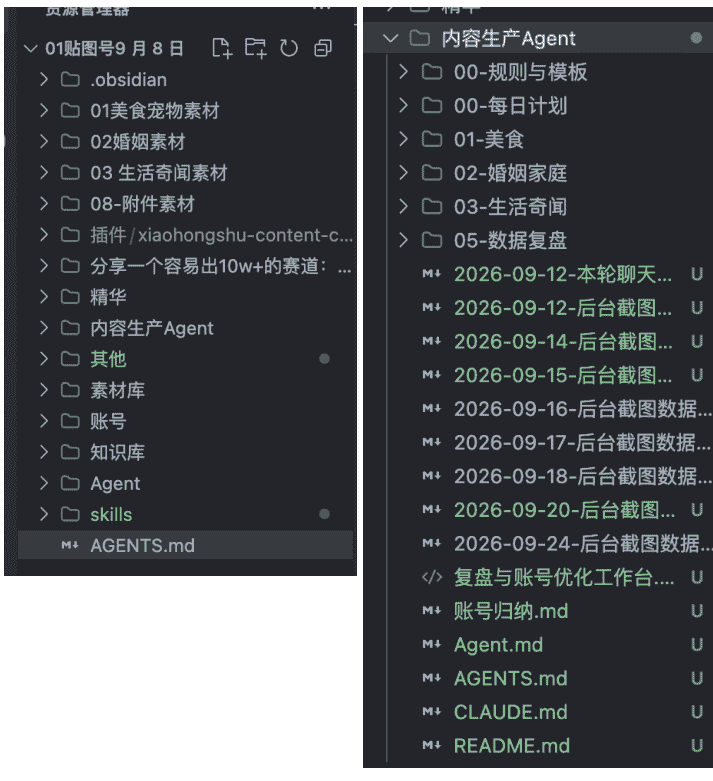 资源管理器
01贴图号9 月 8 日
.obsidian
01美食宠物素材
02婚姻素材
03 生活奇闻素材
08-附件素材
插件/xiaohongshu-content-c...
分享一个容易出10w+的赛道：...
精华
内容生产Agent
其他
素材库
账号
知识库
Agent
skills
AGENTS.md
精华
内容生产Agent
00-规则与模板
00-每日计划
01-美食
02-婚姻家庭
03-生活奇闻
05-数据复盘
2026-09-12-本轮聊天... U
2026-09-12-后台截图... U
2026-09-14-后台截图... U
2026-09-15-后台截图... U
2026-09-16-后台截图数据...
2026-09-17-后台截图数据...
2026-09-18-后台截图数据...
2026-09-20-后台截图... U
2026-09-24-后台截图数据...
复盘与账号优化工作台.... U
账号归纳.md U
Agent.md U
AGENTS.md U
CLAUDE.md U
README.md U